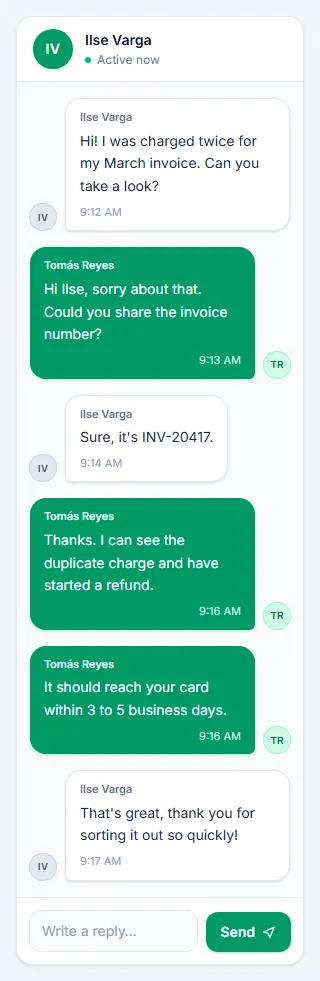 IV
Ilse Varga
Active now
Ilse Varga
Hi! I was charged twice for
my March invoice. Can you
take a look?
9:12 AM
IV
Tomás Reyes
Hi Ilse, sorry about that.
Could you share the invoice
number?
9:13 AM
TR
Ilse Varga
Sure, it's INV-20417.
9:14 AM
IV
Tomás Reyes
Thanks. I can see the
duplicate charge and have
started a refund.
9:16 AM
TR
Tomás Reyes
It should reach your card
within 3 to 5 business days.
9:16 AM
TR
Ilse Varga
That's great, thank you for
sorting it out so quickly!
9:17 AM
IV
Write a reply...
Send